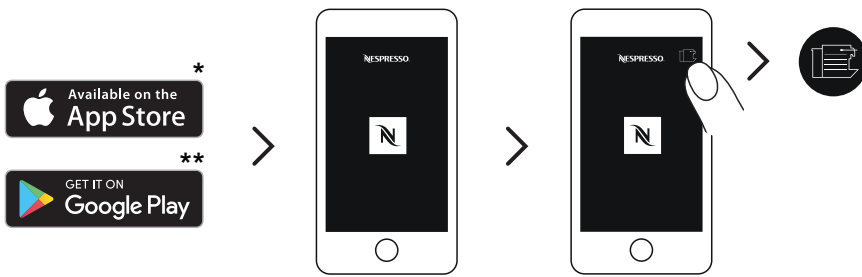 *
Available on the
App Store
**
GET IT ON
Google Play
NESPRESSO.
N
NESPRESSO.
N